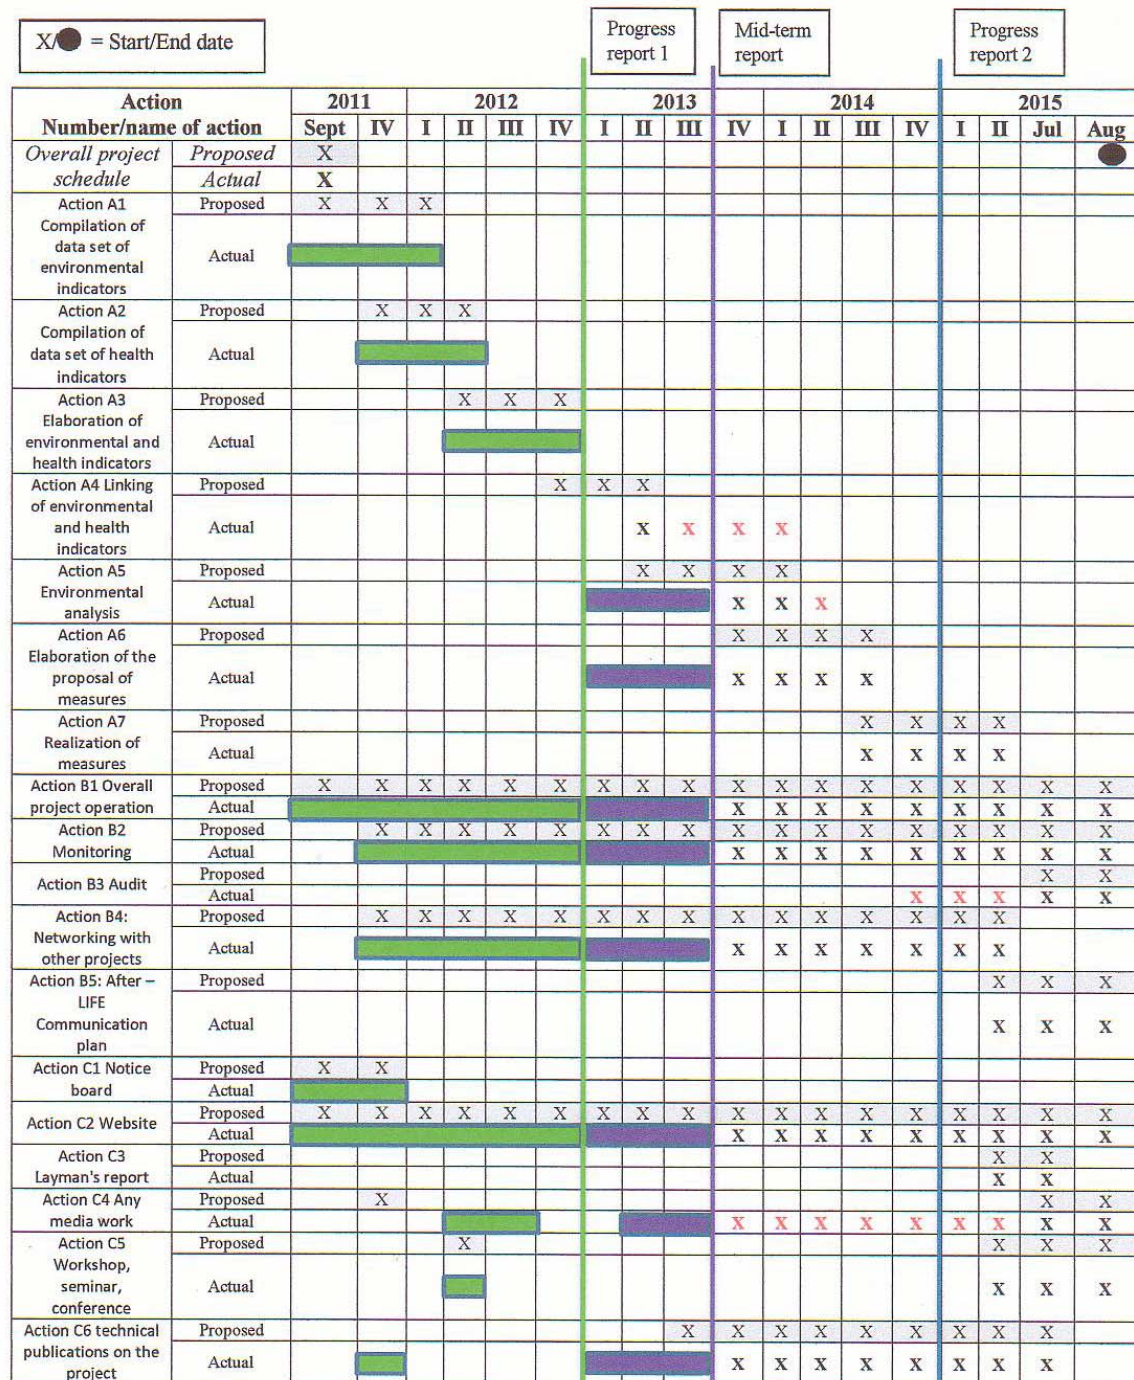 X/● = Start/End date
Progress
report 1
Mid-term
report
Progress
report 2
Action 2011 2012 2013 2014 2015
Number/name of action Sept IV I II III IV I II III IV I II III IV I II Jul Aug
Overall project Proposed X ●
schedule Actual X
Action A1 Proposed X X X
Compilation of
data set of
environmental Actual
indicators
Action A2 Proposed X X X
Compilation of
data set of health Actual
indicators
Action A3 Proposed X X X
Elaboration of
environmental and Actual
health indicators
Action A4 Linking Proposed X X X
of environmental
and health Actual X X X X
indicators
Action A5 Proposed X X X X
Environmental
analysis Actual X X X
Action A6 Proposed X X X X
Elaboration of the
proposal of Actual X X X X
measures
Action A7 Proposed X X X X
Realization of
measures Actual X X X X
Action B1 Overall Proposed X X X X X X X X X X X X X X X X X X
project operation Actual X X X X X X X X X
Action B2 Proposed X X X X X X X X X X X X X X X X X
Monitoring Actual X X X X X X X X X
Action B3 Audit Proposed X X
Actual X X X X X
Action B4: Proposed X X X X X X X X X X X X X X X
Networking with
other projects Actual X X X X X X X
Action B5: After – Proposed X X X
LIFE
Communication Actual X X X
plan
Action C1 Notice Proposed X X
board Actual
Action C2 Website Proposed X X X X X X X X X X X X X X X X X X
Actual X X X X X X X X X
Action C3 Proposed X X
Layman's report Actual X X
Action C4 Any Proposed X X X
media work Actual X X X X X X X X X
Action C5 Proposed X X X X
Workshop,
seminar, Actual X X X
conference
Action C6 technical Proposed X X X X X X X X X
publications on the
project Actual X X X X X X X X